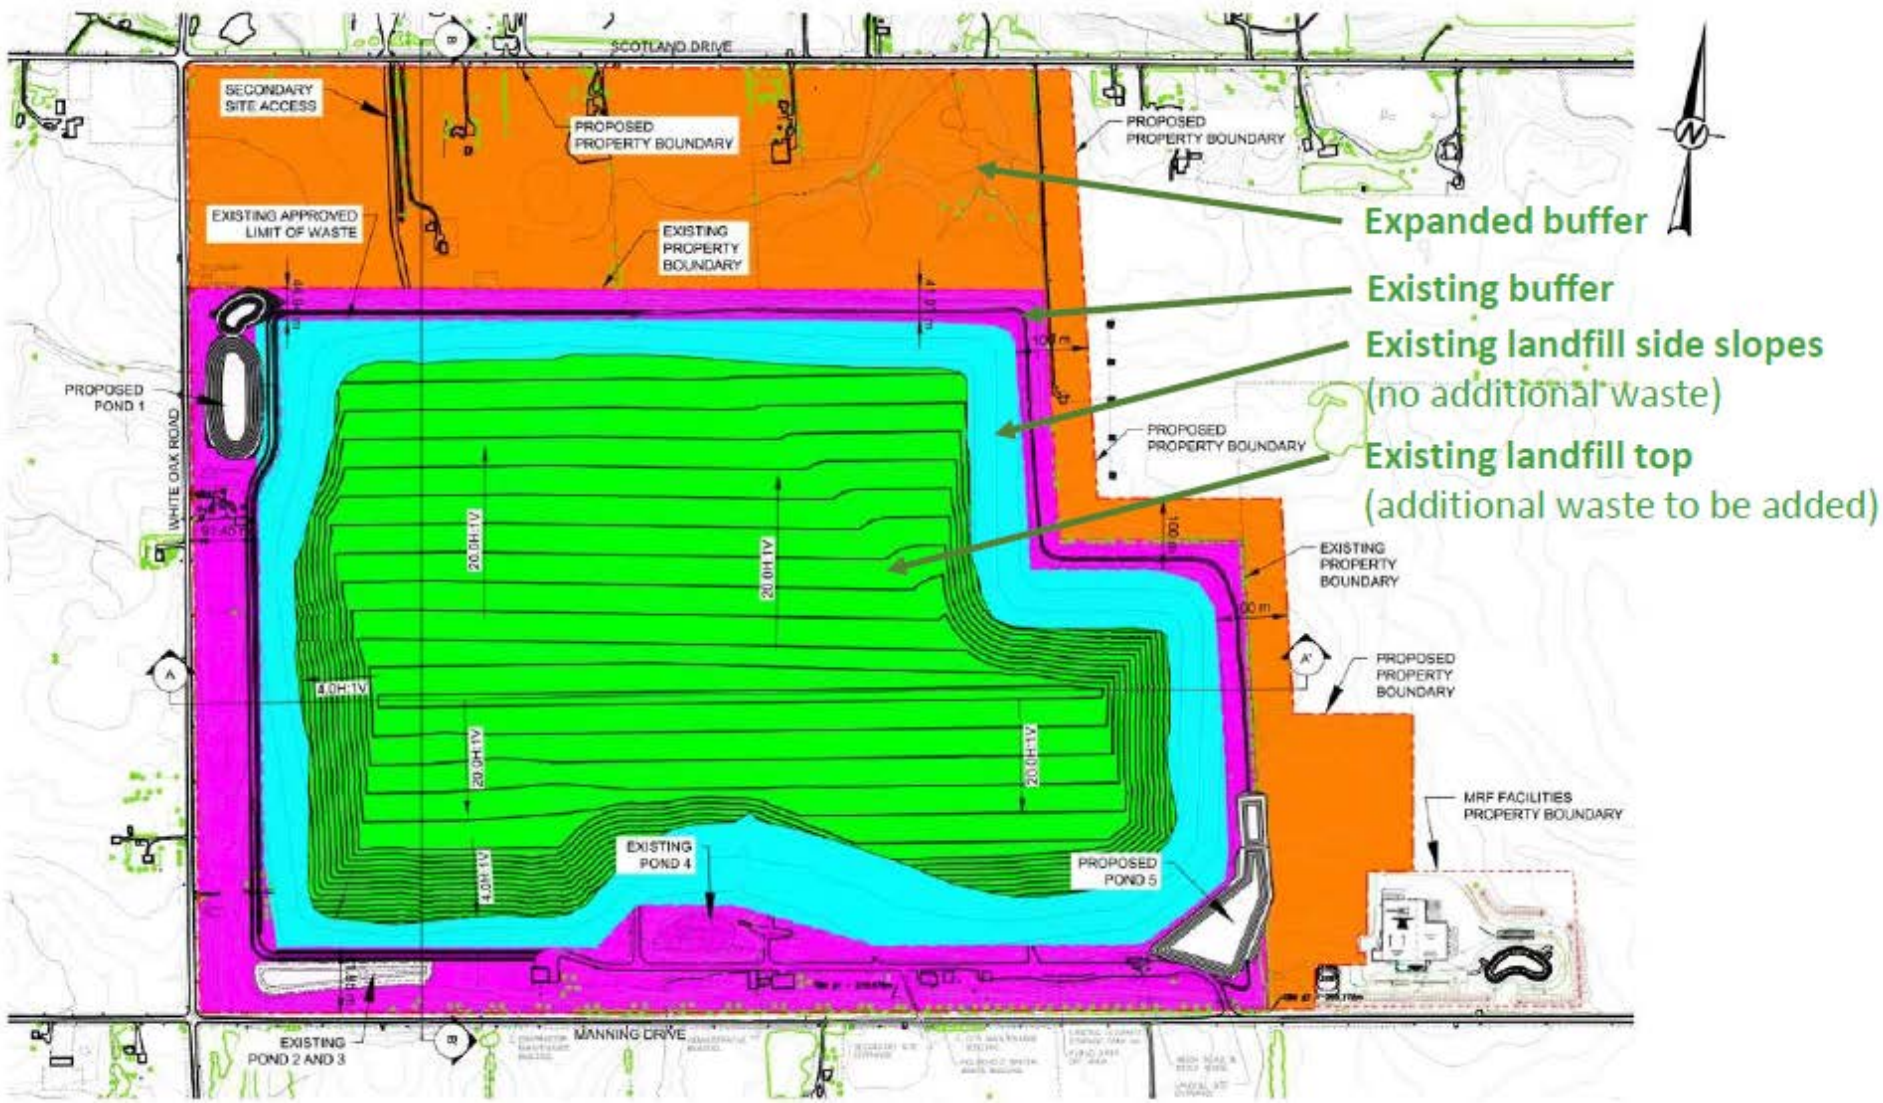 SCOTLAND DRIVE
B
SECONDARY
SITE ACCESS
PROPOSED
PROPERTY BOUNDARY
PROPOSED
PROPERTY BOUNDARY
N
EXISTING APPROVED
LIMIT OF WASTE
EXISTING
PROPERTY
BOUNDARY
Expanded buffer
Existing buffer
Existing landfill side slopes
(no additional waste)
Existing landfill top
(additional waste to be added)
PROPOSED
POND 1
WHITE OAK ROAD
PROPOSED
PROPERTY BOUNDARY
100 m
20.0H:1V
20.0H:1V
EXISTING
PROPERTY
BOUNDARY
A
A'
4.0H:1V
PROPOSED
PROPERTY
BOUNDARY
20.0H:1V
20.0H:1V
MRF FACILITIES
PROPERTY BOUNDARY
EXISTING
POND 4
4.0H:1V
PROPOSED
POND 5
EXISTING
POND 2 AND 3
MANNING DRIVE